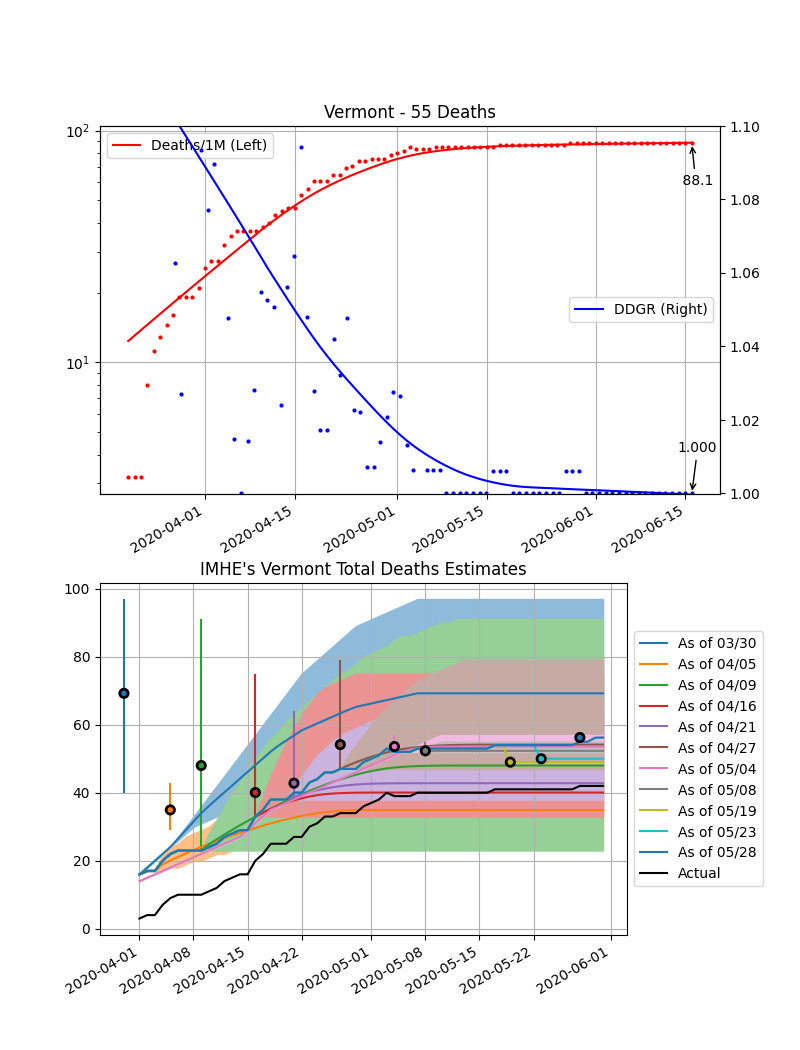 Vermont - 55 Deaths
10²
10¹
Deaths/1M (Left)
DDGR (Right)
88.1
1.000
1.10
1.08
1.06
1.04
1.02
1.00
2020-04-01
2020-04-15
2020-05-01
2020-05-15
2020-06-01
2020-06-15
IMHE's Vermont Total Deaths Estimates
100
80
60
40
20
0
2020-04-01
2020-04-08
2020-04-15
2020-04-22
2020-05-01
2020-05-08
2020-05-15
2020-05-22
2020-06-01
As of 03/30
As of 04/05
As of 04/09
As of 04/16
As of 04/21
As of 04/27
As of 05/04
As of 05/08
As of 05/19
As of 05/23
As of 05/28
Actual